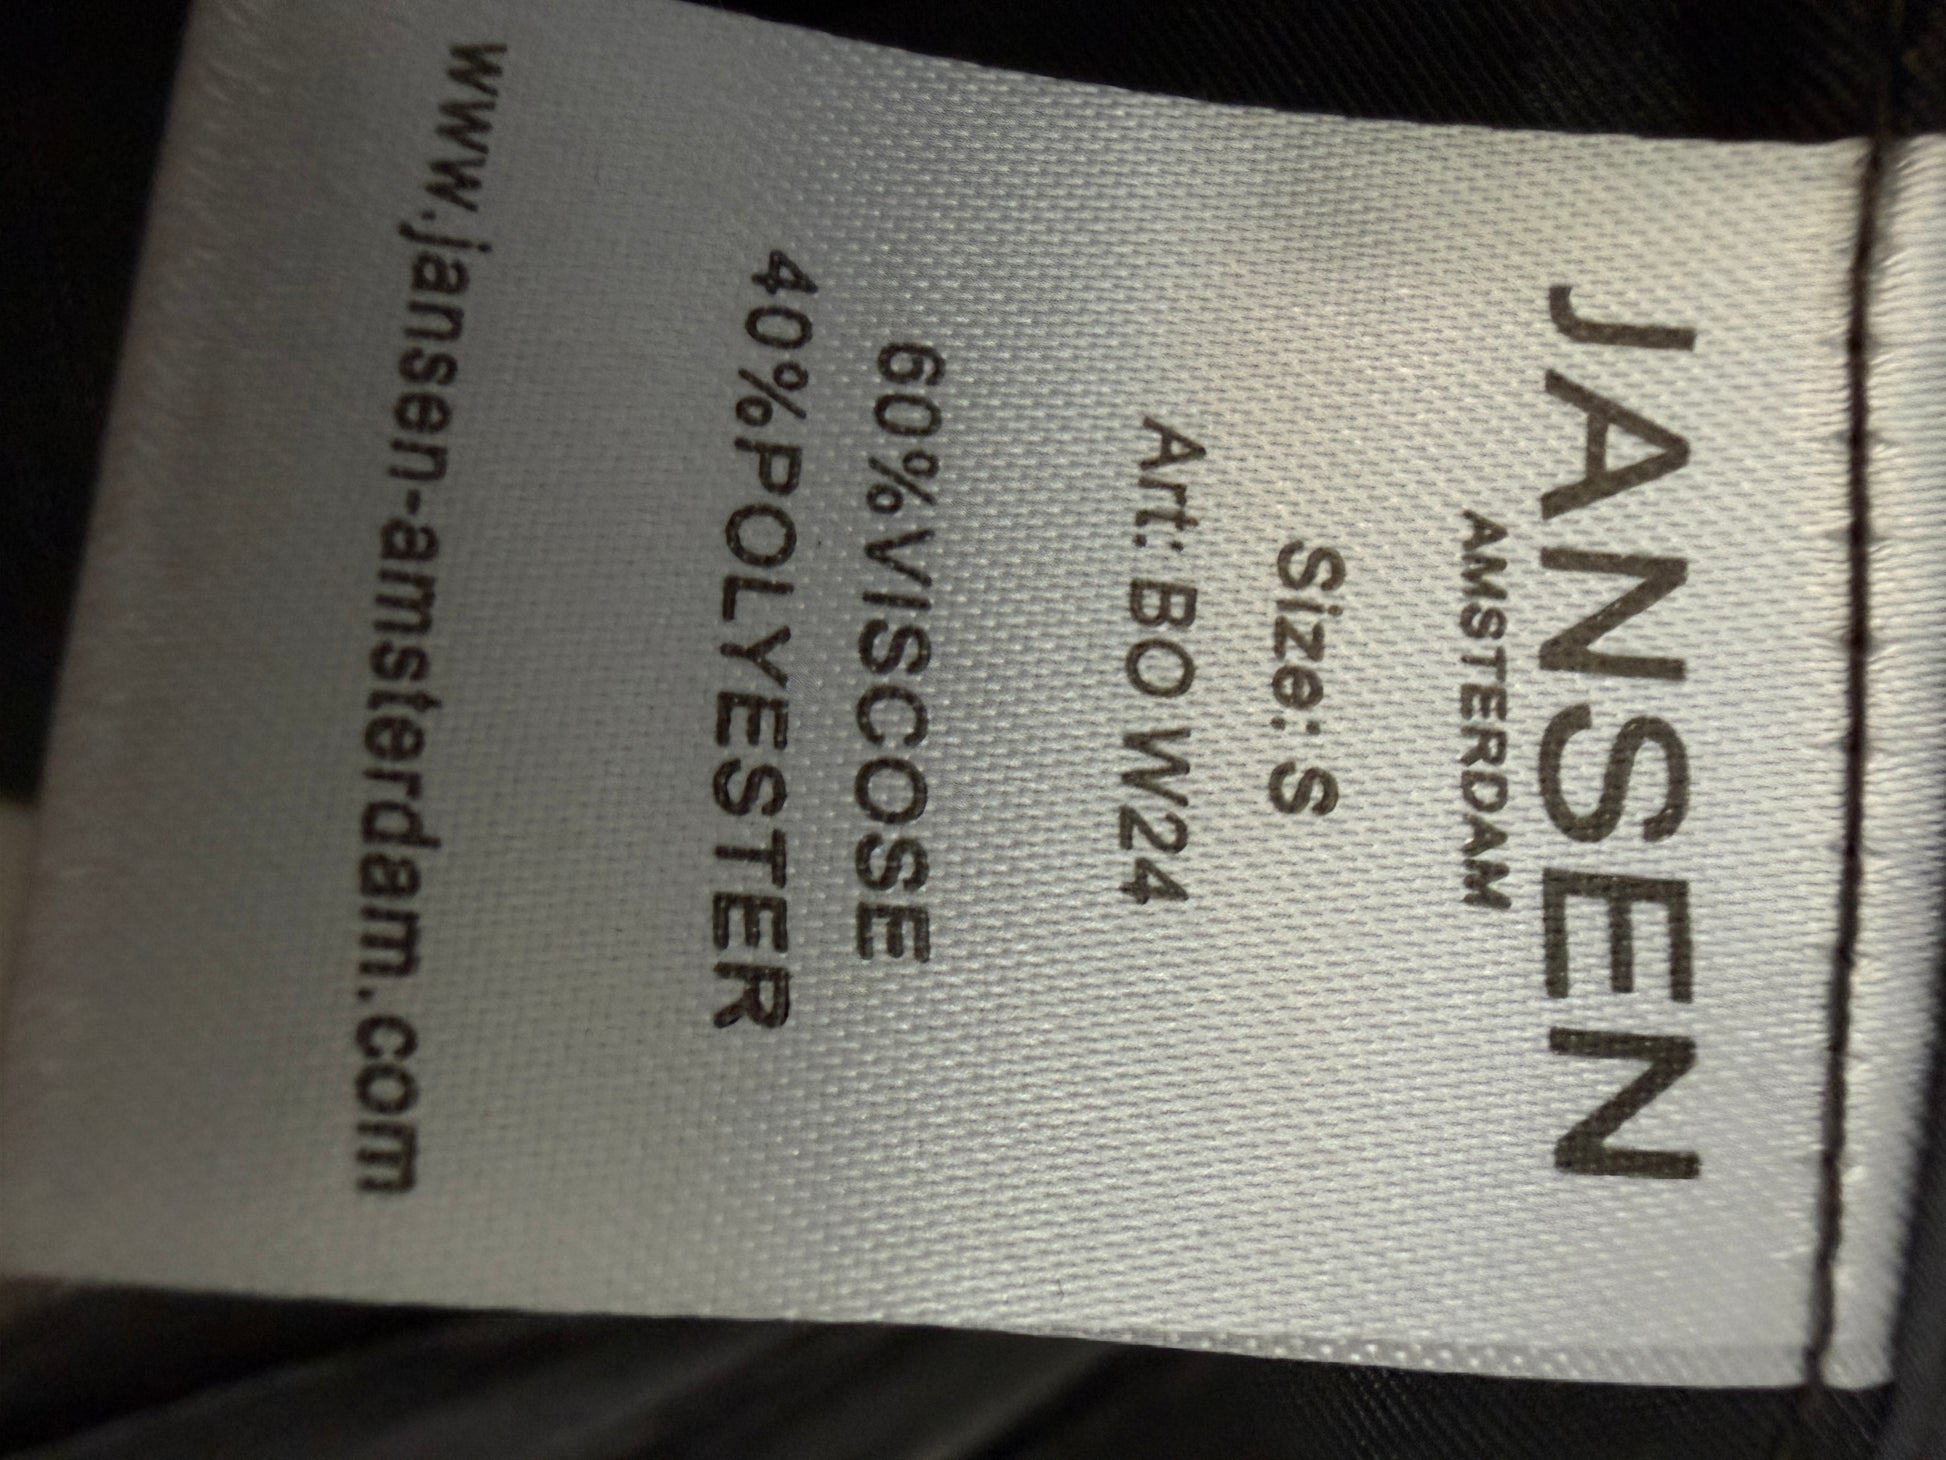 JANSEN
AMSTERDAM
Size: S
Art: BO W24
60%VISCOSE
40%POLYESTER
www.jansen-amsterdam.com